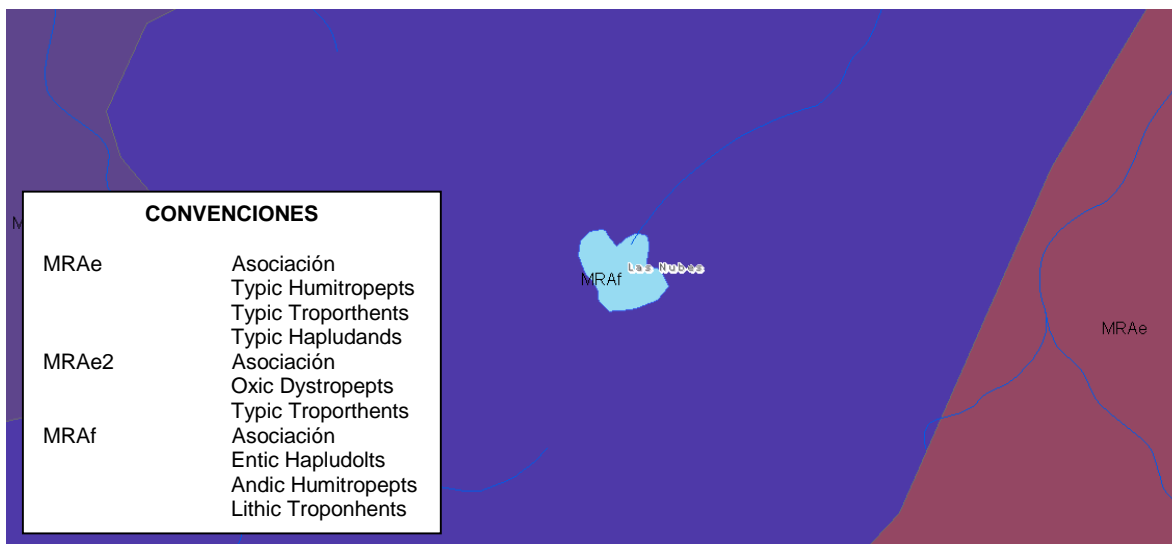 CONVENCIONES
MRAe Asociación
Typic Humitropepts
Typic Troporthents
Typic Hapludands
MRAe2 Asociación
Oxic Dystropepts
Typic Troporthents
MRAf Asociación
Entic Hapludolts
Andic Humitropepts
Lithic Troponhents
Las Nubes
MRAf
MRAe